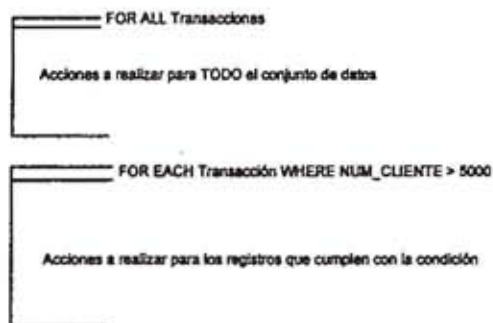 FOR ALL Transacciones
Acciones a realizar para TODO el conjunto de datos
FOR EACH Transacción WHERE NUM_CLIENTE > 5000
Acciones a realizar para los registros que cumplen con la condición